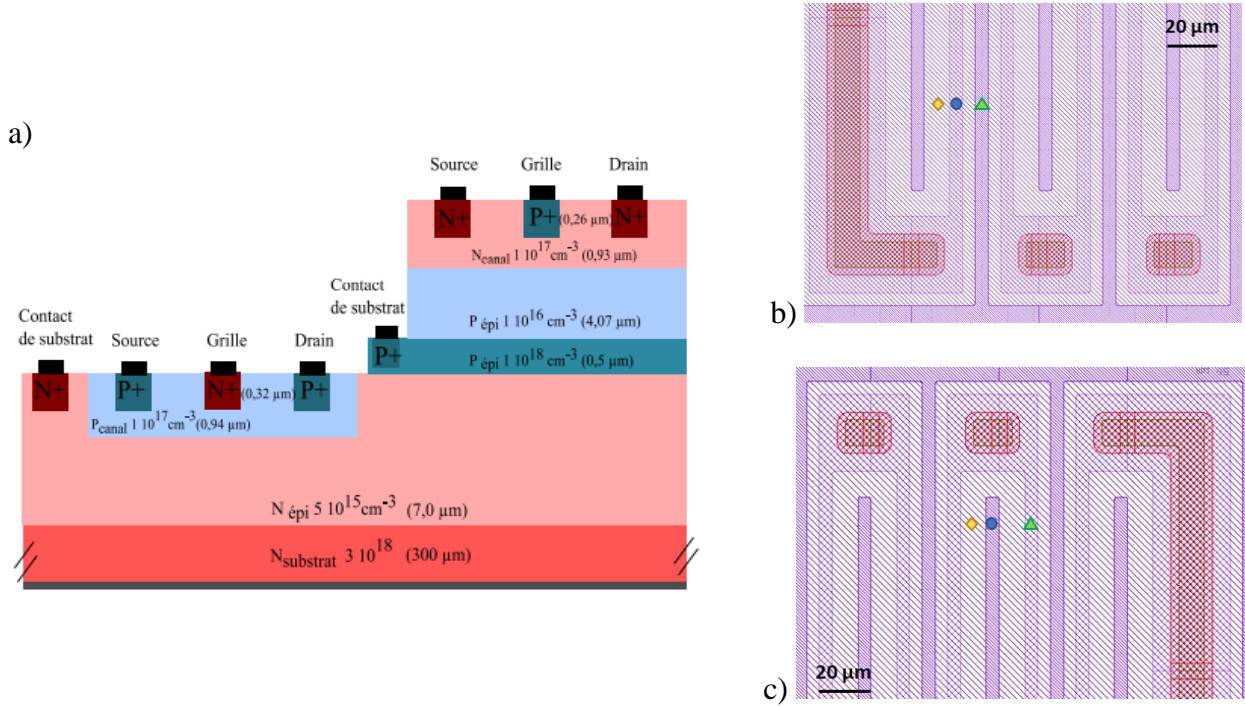 a)
Source Grille Drain
N+ P+ (0,26 µm) N+
Ncanal 1 10^17 cm^-3 (0,93 µm)
Contact
de substrat
P épi 1 10^16 cm^-3 (4,07 µm)
P+
P épi 1 10^18 cm^-3 (0,5 µm)
Contact
de substrat
Source Grille Drain
N+ P+ N+ (0,32 µm) P+
Pcanal 1 10^17 cm^-3 (0,94 µm)
N épi 5 10^15 cm^-3 (7,0 µm)
Nsubstrat 3 10^18 (300 µm)
20 µm
b)
20 µm
c)